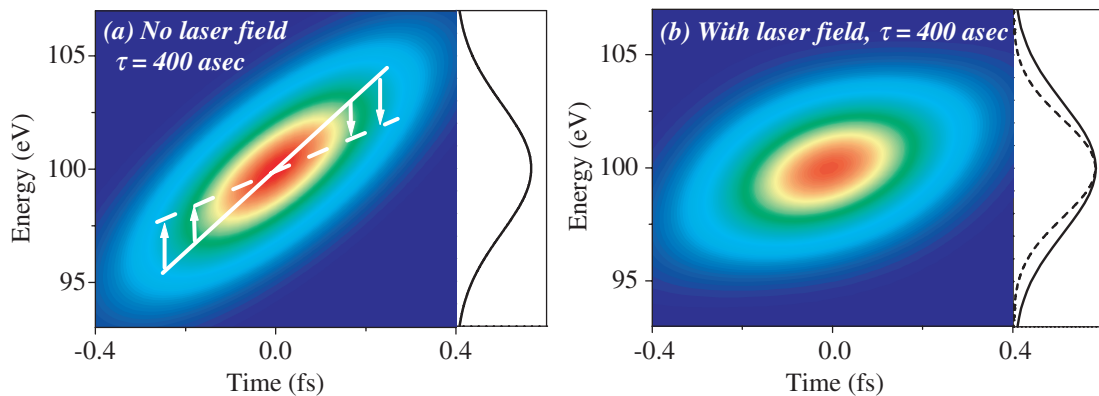 (a) No laser field
τ = 400 asec
105
100
95
Energy (eV)
-0.4
0.0
0.4
Time (fs)
(b) With laser field, τ = 400 asec
105
100
95
Energy (eV)
-0.4
0.0
0.4
Time (fs)